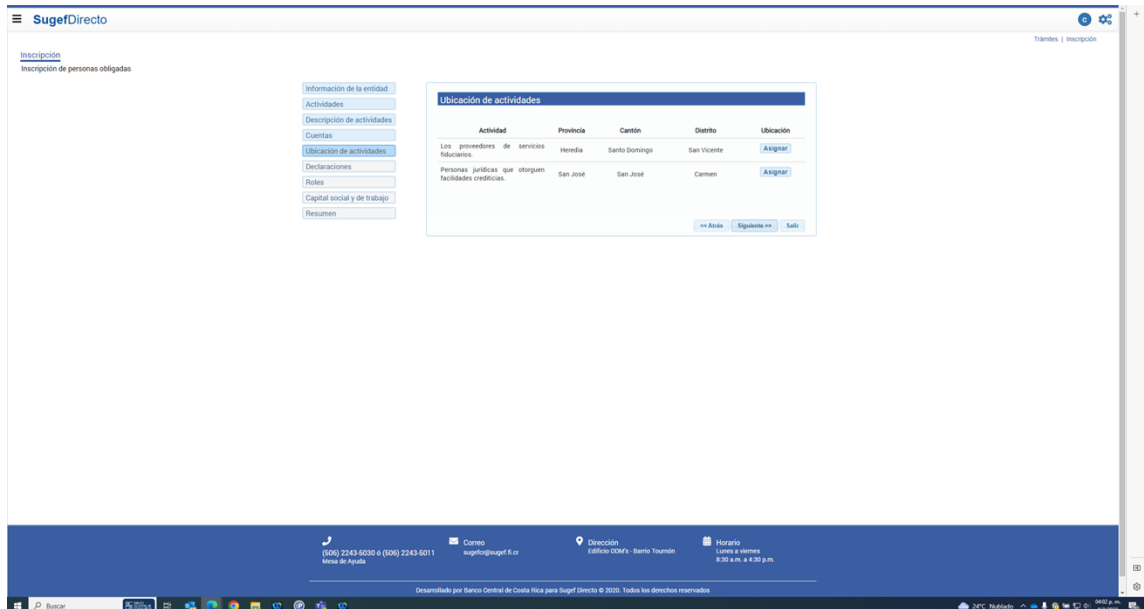 SugefDirecto
C
Trámites | Inscripción
Inscripción
Inscripción de personas obligadas
Información de la entidad
Actividades
Descripción de actividades
Cuentas
Ubicación de actividades
Declaraciones
Roles
Capital social y de trabajo
Resumen
Ubicación de actividades
Actividad Provincia Cantón Distrito Ubicación
Los proveedores de servicios fiduciarios. Heredia Santo Domingo San Vicente Asignar
Personas jurídicas que otorguen facilidades crediticias. San José San José Carmen Asignar
<< Atrás Siguiente >> Salir
(506) 2243-5030 ó (506) 2243-5011
Mesa de Ayuda
Correo
sugefcr@sugef.fi.cr
Dirección
Edificio ODM's - Barrio Tournón
Horario
Lunes a viernes
8:30 a.m. a 4:30 p.m.
Desarrollado por Banco Central de Costa Rica para Sugef Directo © 2020. Todos los derechos reservados
Buscar
24°C Nublado
04:02 p. m.